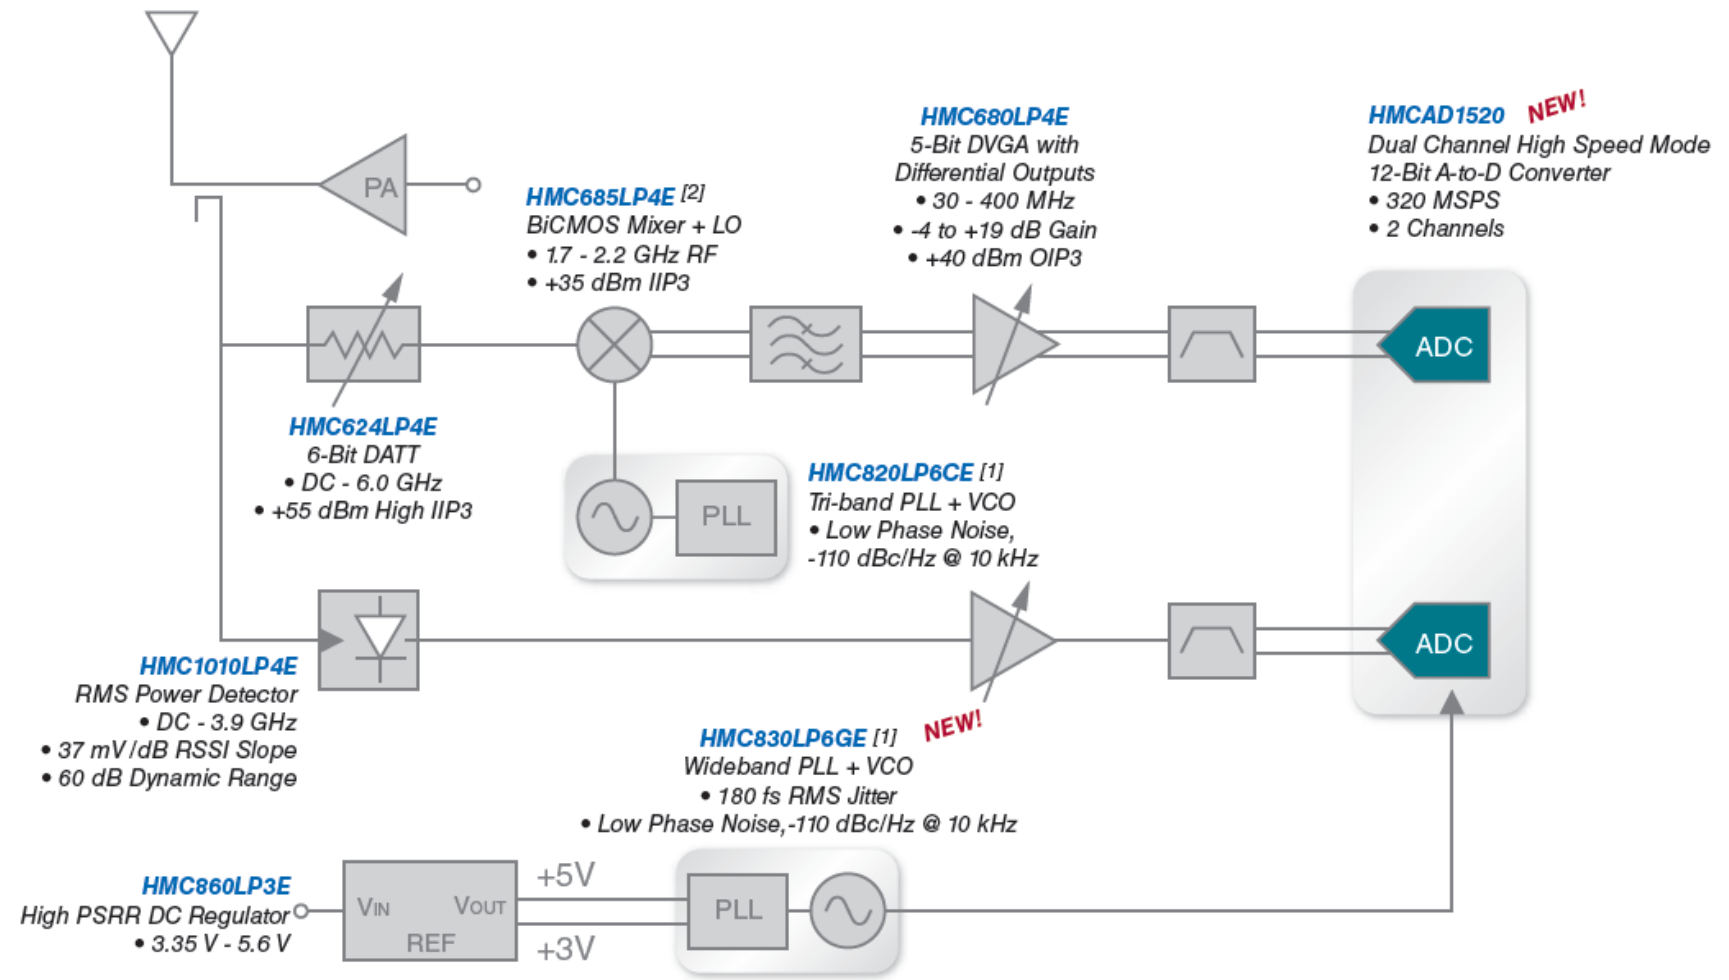 PA
HMC685LP4E [2]
BiCMOS Mixer + LO
• 1.7 - 2.2 GHz RF
• +35 dBm IIP3
HMC680LP4E
5-Bit DVGA with
Differential Outputs
• 30 - 400 MHz
• -4 to +19 dB Gain
• +40 dBm OIP3
HMCAD1520 NEW!
Dual Channel High Speed Mode
12-Bit A-to-D Converter
• 320 MSPS
• 2 Channels
ADC
HMC624LP4E
6-Bit DATT
• DC - 6.0 GHz
• +55 dBm High IIP3
PLL
HMC820LP6CE [1]
Tri-band PLL + VCO
• Low Phase Noise,
-110 dBc/Hz @ 10 kHz
ADC
HMC1010LP4E
RMS Power Detector
• DC - 3.9 GHz
• 37 mV/dB RSSI Slope
• 60 dB Dynamic Range
HMC830LP6GE [1] NEW!
Wideband PLL + VCO
• 180 fs RMS Jitter
• Low Phase Noise,-110 dBc/Hz @ 10 kHz
HMC860LP3E
High PSRR DC Regulator
• 3.35 V - 5.6 V
VIN
VOUT
REF
+5V
+3V
PLL